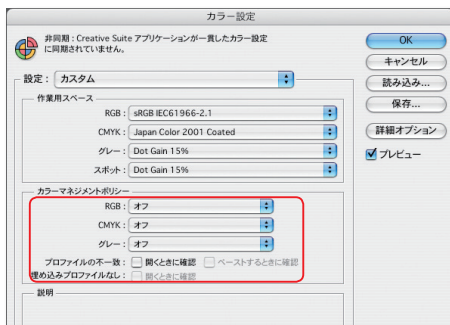 カラー設定
非同期 : Creative Suite アプリケーションが一貫したカラー設定
に同期されていません。
OK
キャンセル
読み込み...
保存...
詳細オプション
プレビュー
設定 : カスタム
作業用スペース
RGB : sRGB IEC61966-2.1
CMYK : Japan Color 2001 Coated
グレー : Dot Gain 15%
スポット : Dot Gain 15%
カラーマネジメントポリシー
RGB : オフ
CMYK : オフ
グレー : オフ
プロファイルの不一致 : 開くときに確認 ペーストするときに確認
埋め込みプロファイルなし : 開くときに確認
説明